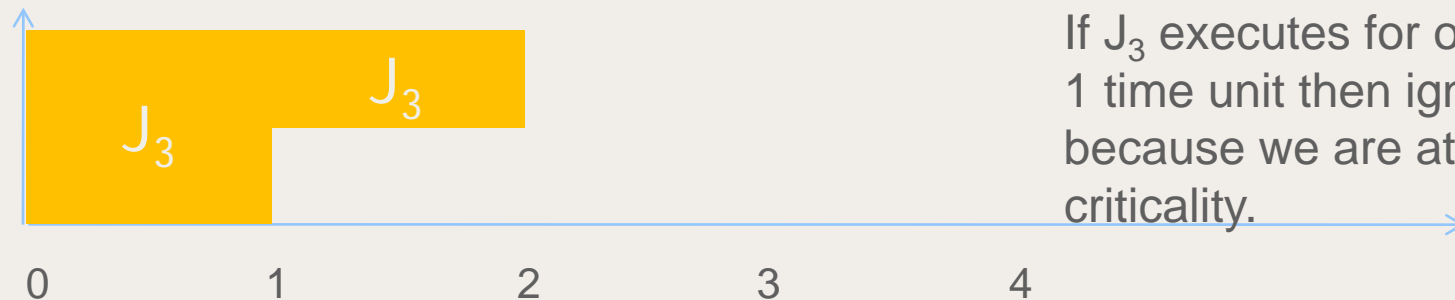 If J₃ executes for
J₃
1 time unit then
because we are at
J₃
criticality.
0 1 2 3 4